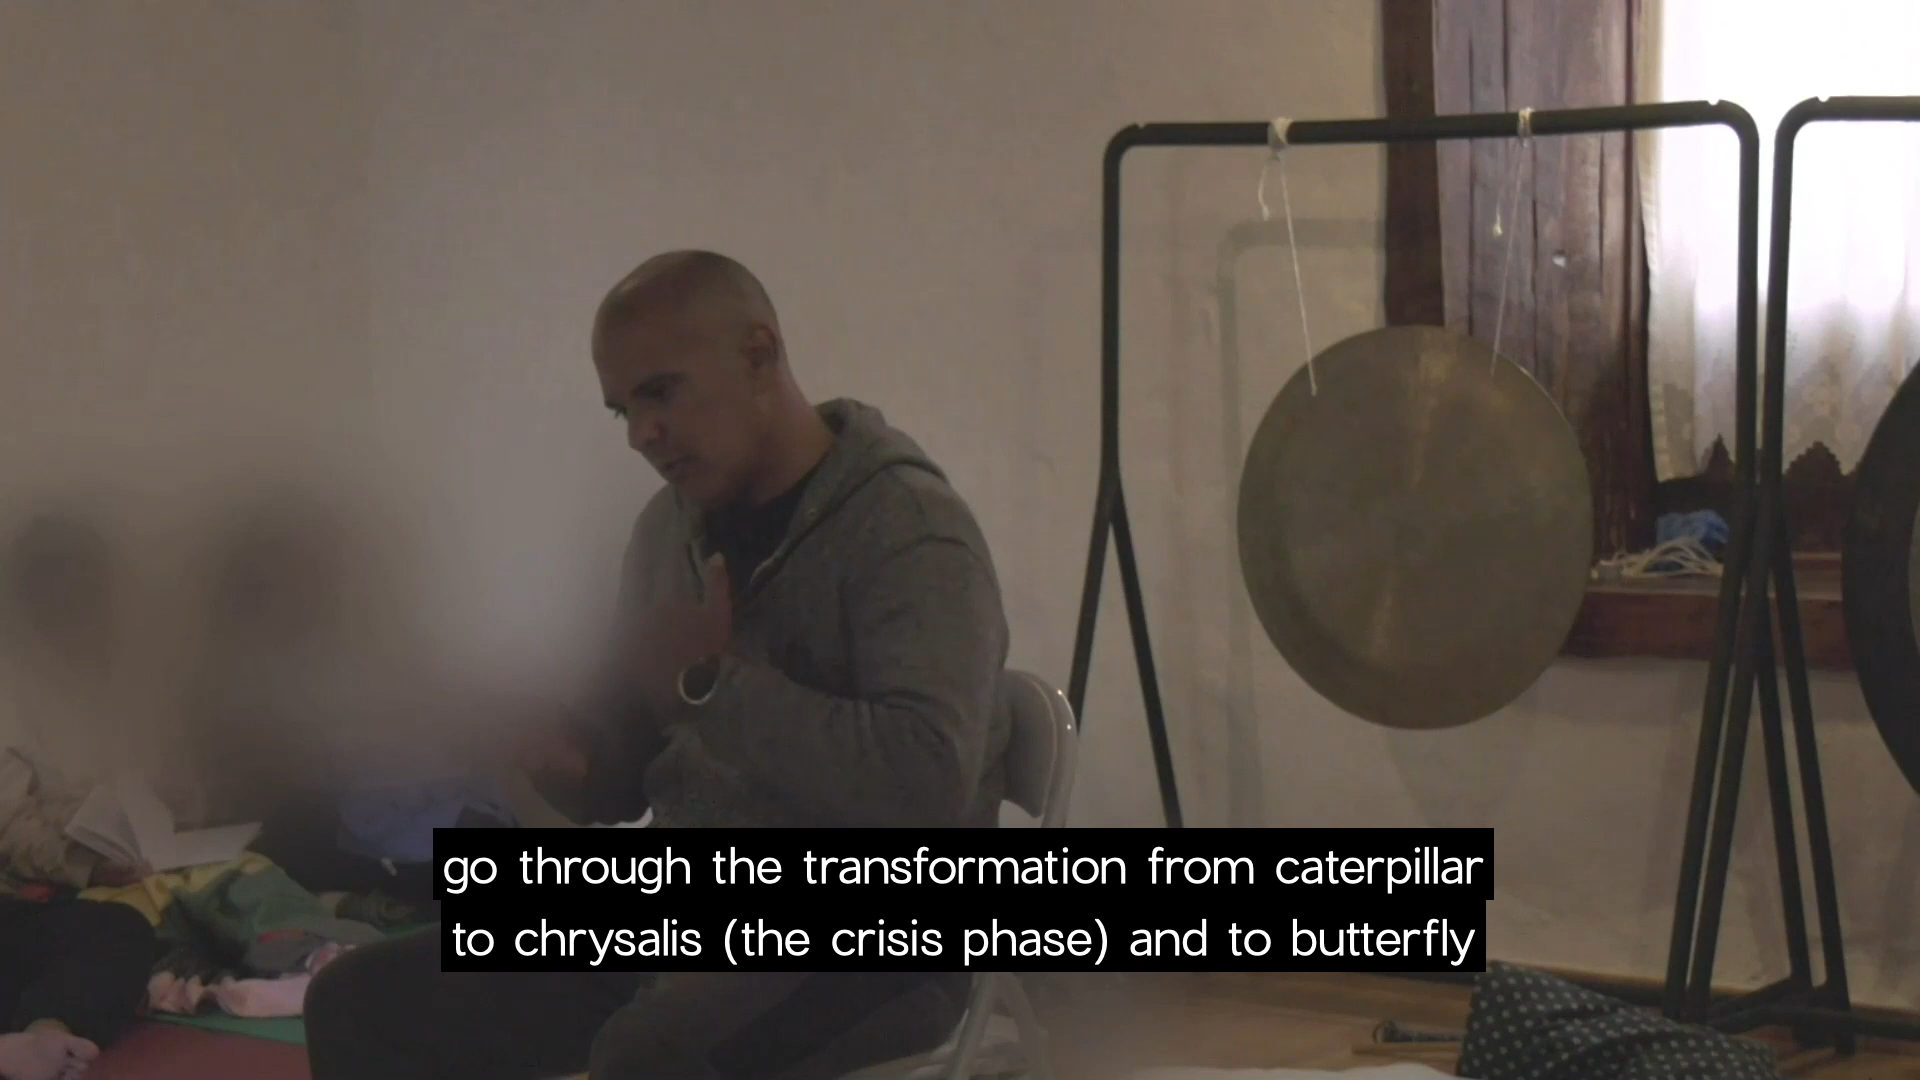 go through the transformation from caterpillar
to chrysalis (the crisis phase) and to butterfly